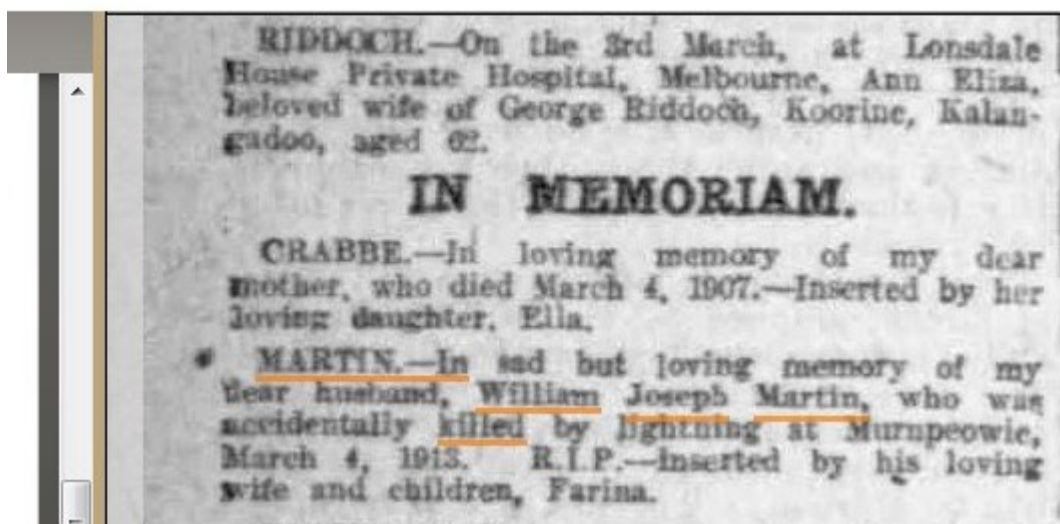 RIDDOCH.—On the 3rd March, at Lonsdale
House Private Hospital, Melbourne, Ann Eliza,
beloved wife of George Riddoch, Koorine, Kalan-
gadoo, aged 62.
IN MEMORIAM.
CRABBE.—In loving memory of my dear
mother, who died March 4, 1907.—Inserted by her
loving daughter, Ella.
MARTIN.—In sad but loving memory of my
dear husband, William Joseph Martin, who was
accidentally killed by lightning at Murnpeowie,
March 4, 1913. R.I.P.—Inserted by his loving
wife and children, Farina.